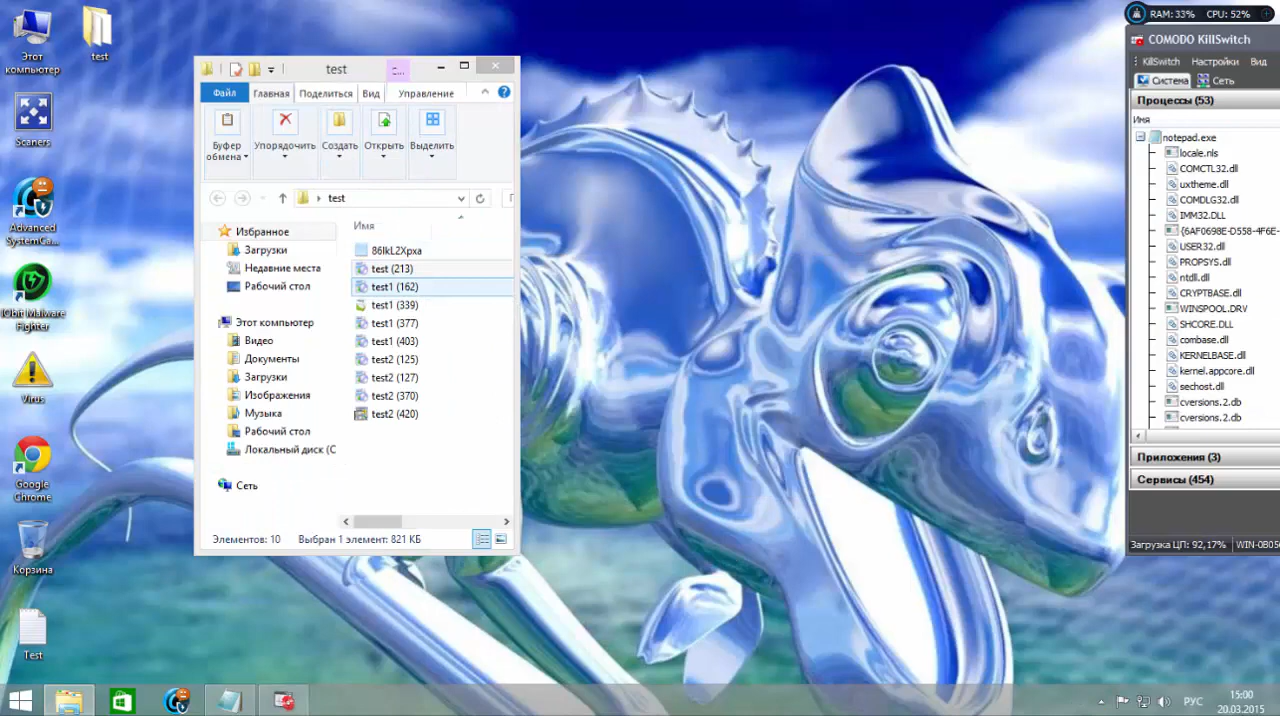 Этот
компьютер
test
Scaners
Advanced
SystemCa...
IObit Malware
Fighter
Virus
Google
Chrome
Корзина
Test
test
Файл
Главная
Поделиться
Вид
Управление
Буфер
обмена
Упорядочить
Создать
Открыть
Выделить
test
Имя
Избранное
Загрузки
Недавние места
Рабочий стол
Этот компьютер
Видео
Документы
Загрузки
Изображения
Музыка
Рабочий стол
Локальный диск (C
Сеть
86lkL2Xpxa
test (213)
test1 (162)
test1 (339)
test1 (377)
test1 (403)
test2 (125)
test2 (127)
test2 (370)
test2 (420)
Элементов: 10
Выбран 1 элемент: 821 КБ
RAM: 33% CPU: 52%
COMODO KillSwitch
KillSwitch Настройки Вид
Система Сеть
Процессы (53)
Имя
notepad.exe
locale.nls
COMCTL32.dll
uxtheme.dll
COMDLG32.dll
IMM32.DLL
{6AF0698E-D558-4F6E-
USER32.dll
PROPSYS.dll
ntdll.dll
CRYPTBASE.dll
WINSPOOL.DRV
SHCORE.DLL
combase.dll
KERNELBASE.dll
kernel.appcore.dll
sechost.dll
cversions.2.db
cversions.2.db
Приложения (3)
Сервисы (454)
Загрузка ЦП: 92,17% WIN-0B05
РУС
15:00
20.03.2015